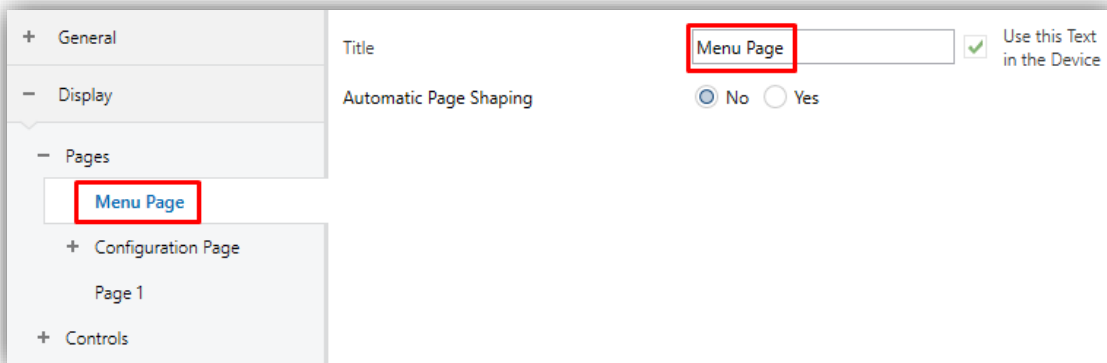 + General
− Display
− Pages
Menu Page
+ Configuration Page
Page 1
+ Controls
Title
Menu Page
Use this Text
in the Device
Automatic Page Shaping
No
Yes